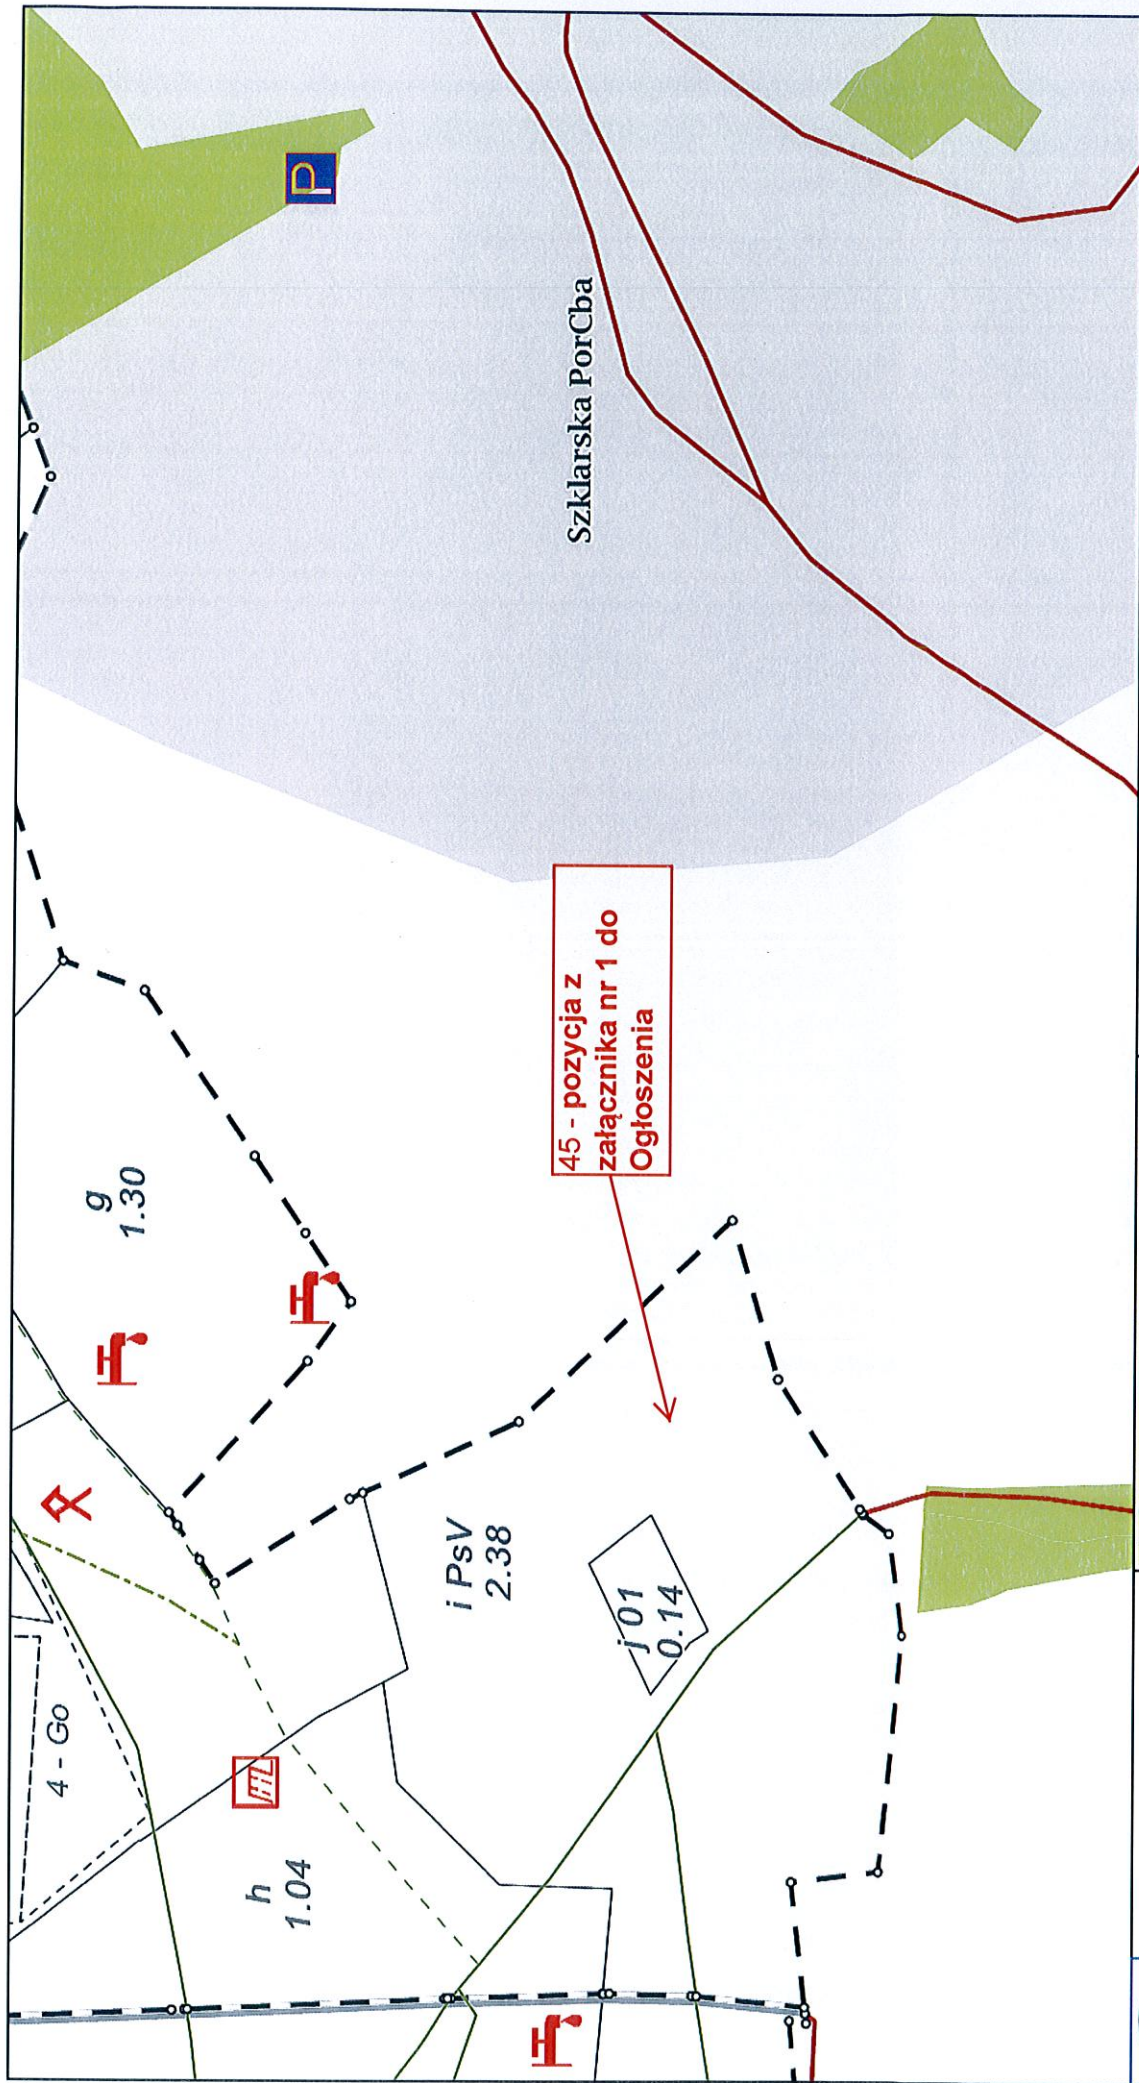 P
Szklarska PorCba
g
1.30
45 - pozycja z
załącznika nr 1 do
Ogłoszenia
i PsV
2.38
j 01
0.14
4 - Go
h
1.04